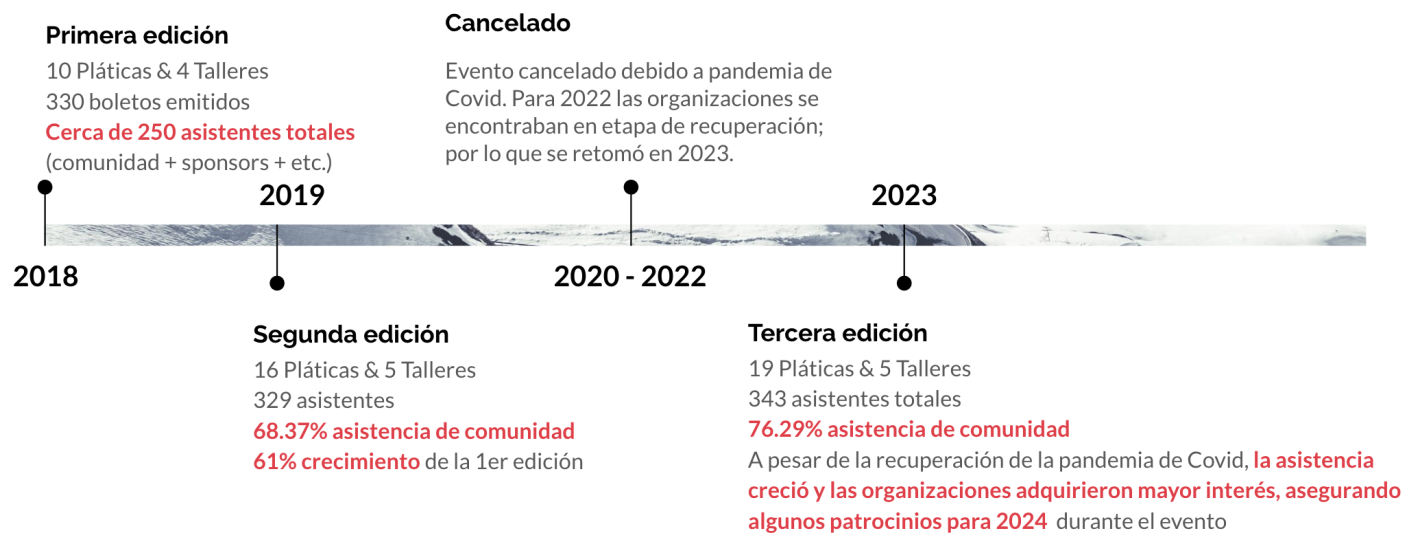 Primera edición
10 Pláticas & 4 Talleres
330 boletos emitidos
Cerca de 250 asistentes totales
(comunidad + sponsors + etc.)
2018
2019
Segunda edición
16 Pláticas & 5 Talleres
329 asistentes
68.37% asistencia de comunidad
61% crecimiento de la 1er edición
Cancelado
Evento cancelado debido a pandemia de
Covid. Para 2022 las organizaciones se
encontraban en etapa de recuperación;
por lo que se retomó en 2023.
2020 - 2022
2023
Tercera edición
19 Pláticas & 5 Talleres
343 asistentes totales
76.29% asistencia de comunidad
A pesar de la recuperación de la pandemia de Covid, la asistencia
creció y las organizaciones adquirieron mayor interés, asegurando
algunos patrocinios para 2024 durante el evento